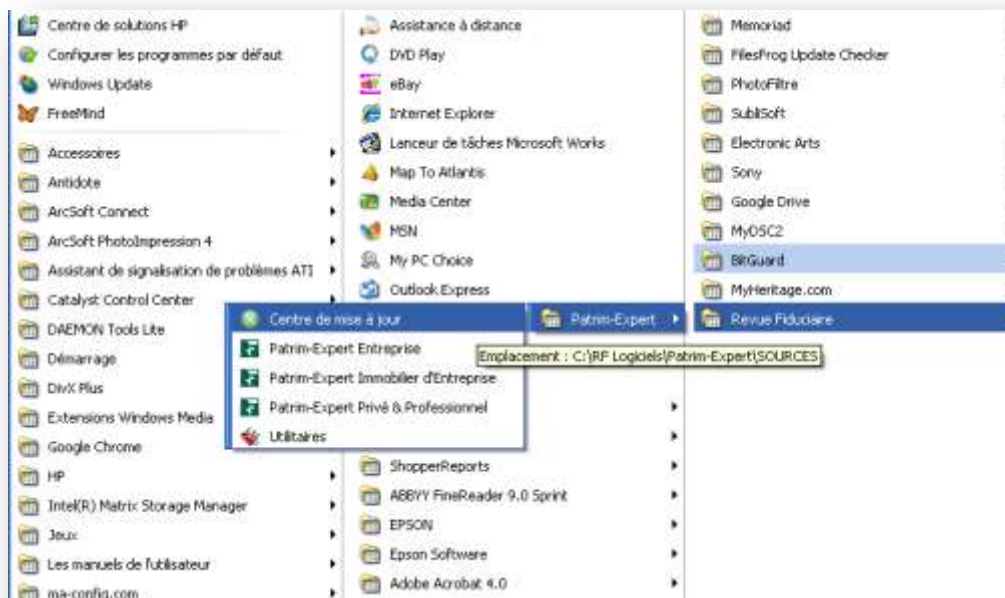 Centre de solutions HP
Configurer les programmes par défaut
Windows Update
FreeMind
Accessoires
Antidote
ArcSoft Connect
ArcSoft PhotoImpression 4
Assistant de signalisation de problèmes ATI
Catalyst Control Center
DAEMON Tools Lite
Démarrage
DivX Plus
Extensions Windows Media
Google Chrome
HP
Intel(R) Matrix Storage Manager
Jeux
Les manuels de l'utilisateur
ma-config.com
Assistance à distance
DVD Play
eBay
Internet Explorer
Lanceur de tâches Microsoft Works
Map To Atlantis
Media Center
MSN
My PC Choice
Outlook Express
Patrim-Expert
ShopperReports
ABBYY FineReader 9.0 Sprint
EPSON
Epson Software
Adobe Acrobat 4.0
Memoriad
FilesFrog Update Checker
PhotoFiltre
SubliSoft
Electronic Arts
Sony
Google Drive
MyDSC2
BitGuard
MyHeritage.com
Revue Fiduciaire
Centre de mise à jour
Patrim-Expert Entreprise
Patrim-Expert Immobilier d'Entreprise
Patrim-Expert Privé & Professionnel
Utilitaires
Emplacement : C:\RF Logiciels\Patrim-Expert\SOURCES